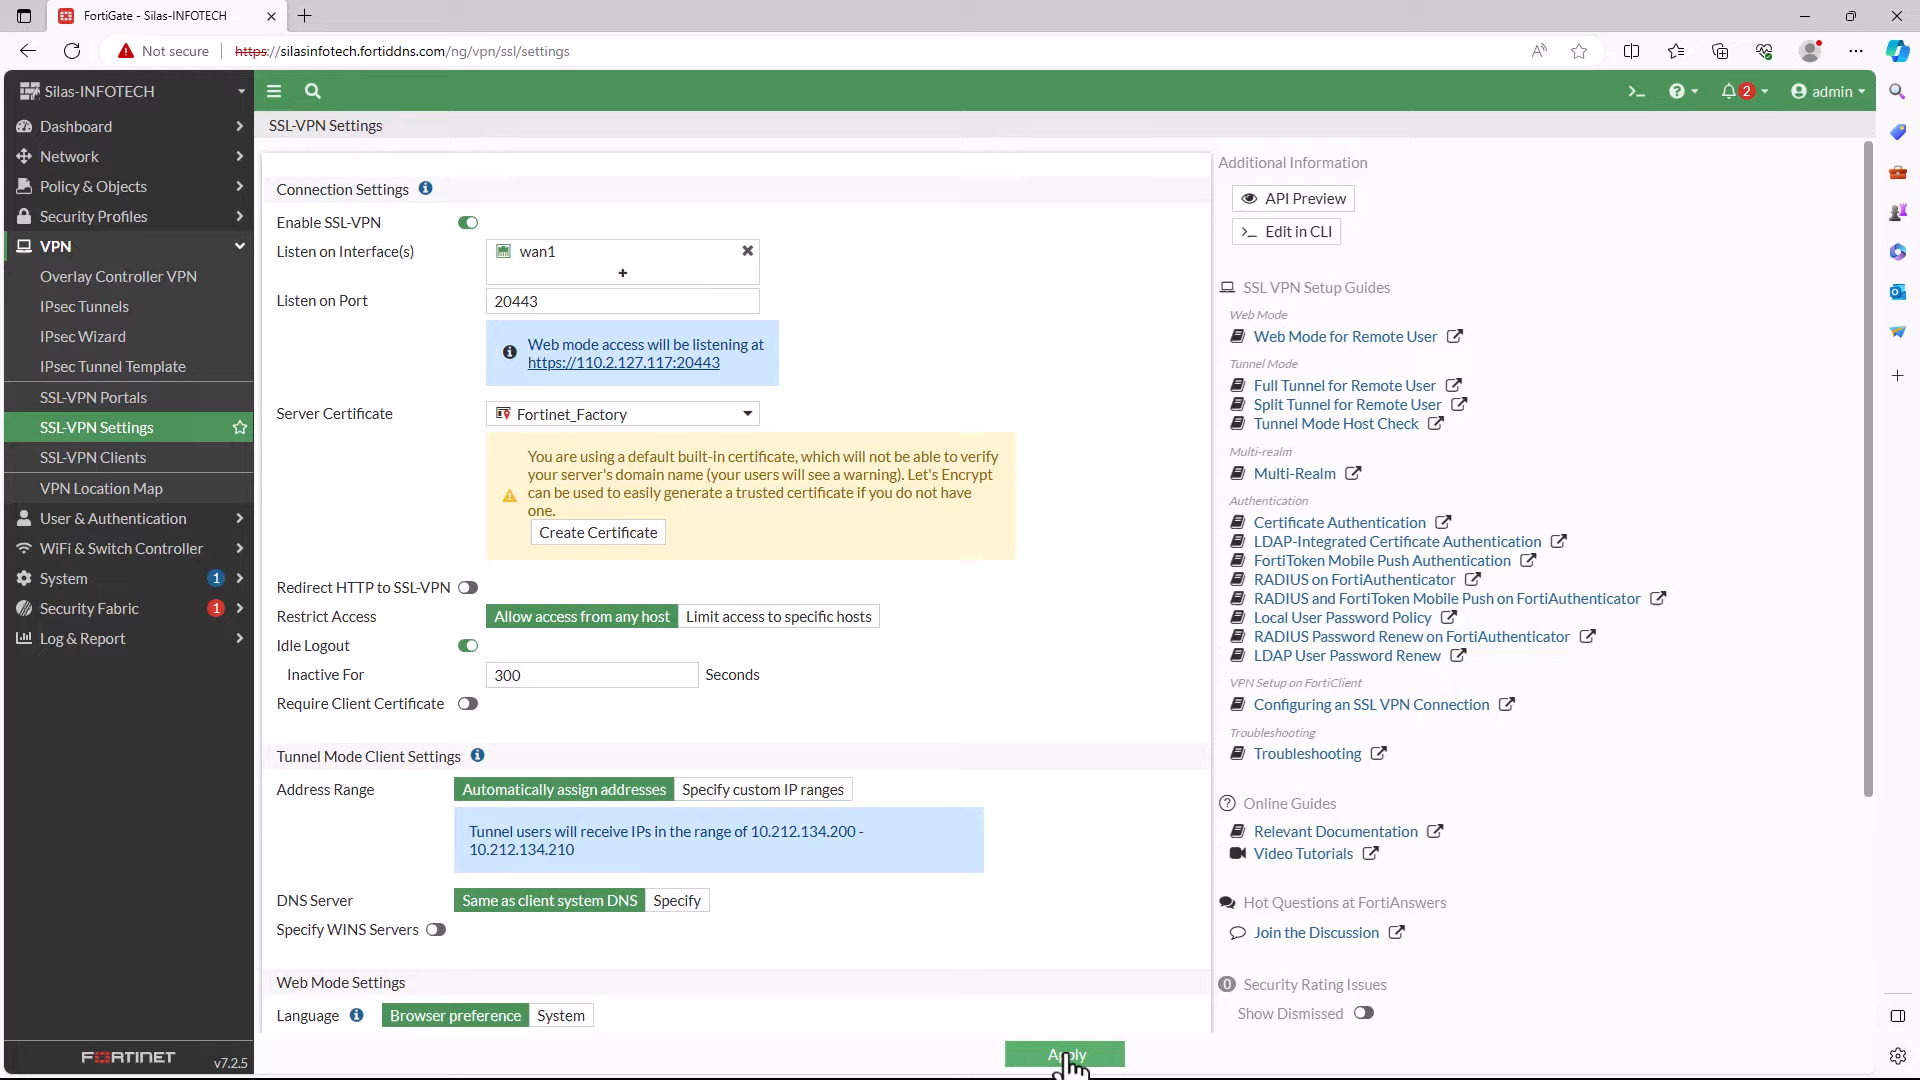 FortiGate - Silas-INFOTECH
Not secure
https://silasinfotech.fortiddns.com/ng/vpn/ssl/settings
Silas-INFOTECH
2
admin
Dashboard
Network
Policy & Objects
Security Profiles
VPN
Overlay Controller VPN
IPsec Tunnels
IPsec Wizard
IPsec Tunnel Template
SSL-VPN Portals
SSL-VPN Settings
SSL-VPN Clients
VPN Location Map
User & Authentication
WiFi & Switch Controller
System 1
Security Fabric 1
Log & Report
FORTINET v7.2.5
SSL-VPN Settings
Connection Settings
Enable SSL-VPN
Listen on Interface(s) wan1
+
Listen on Port 20443
Web mode access will be listening at
https://110.2.127.117:20443
Server Certificate Fortinet_Factory
You are using a default built-in certificate, which will not be able to verify
your server's domain name (your users will see a warning). Let's Encrypt
can be used to easily generate a trusted certificate if you do not have
one.
Create Certificate
Redirect HTTP to SSL-VPN
Restrict Access Allow access from any host Limit access to specific hosts
Idle Logout
Inactive For 300 Seconds
Require Client Certificate
Tunnel Mode Client Settings
Address Range Automatically assign addresses Specify custom IP ranges
Tunnel users will receive IPs in the range of 10.212.134.200 -
10.212.134.210
DNS Server Same as client system DNS Specify
Specify WINS Servers
Web Mode Settings
Language Browser preference System
Apply
Additional Information
API Preview
>_ Edit in CLI
SSL VPN Setup Guides
Web Mode
Web Mode for Remote User
Tunnel Mode
Full Tunnel for Remote User
Split Tunnel for Remote User
Tunnel Mode Host Check
Multi-realm
Multi-Realm
Authentication
Certificate Authentication
LDAP-Integrated Certificate Authentication
FortiToken Mobile Push Authentication
RADIUS on FortiAuthenticator
RADIUS and FortiToken Mobile Push on FortiAuthenticator
Local User Password Policy
RADIUS Password Renew on FortiAuthenticator
LDAP User Password Renew
VPN Setup on FortiClient
Configuring an SSL VPN Connection
Troubleshooting
Troubleshooting
Online Guides
Relevant Documentation
Video Tutorials
Hot Questions at FortiAnswers
Join the Discussion
0 Security Rating Issues
Show Dismissed